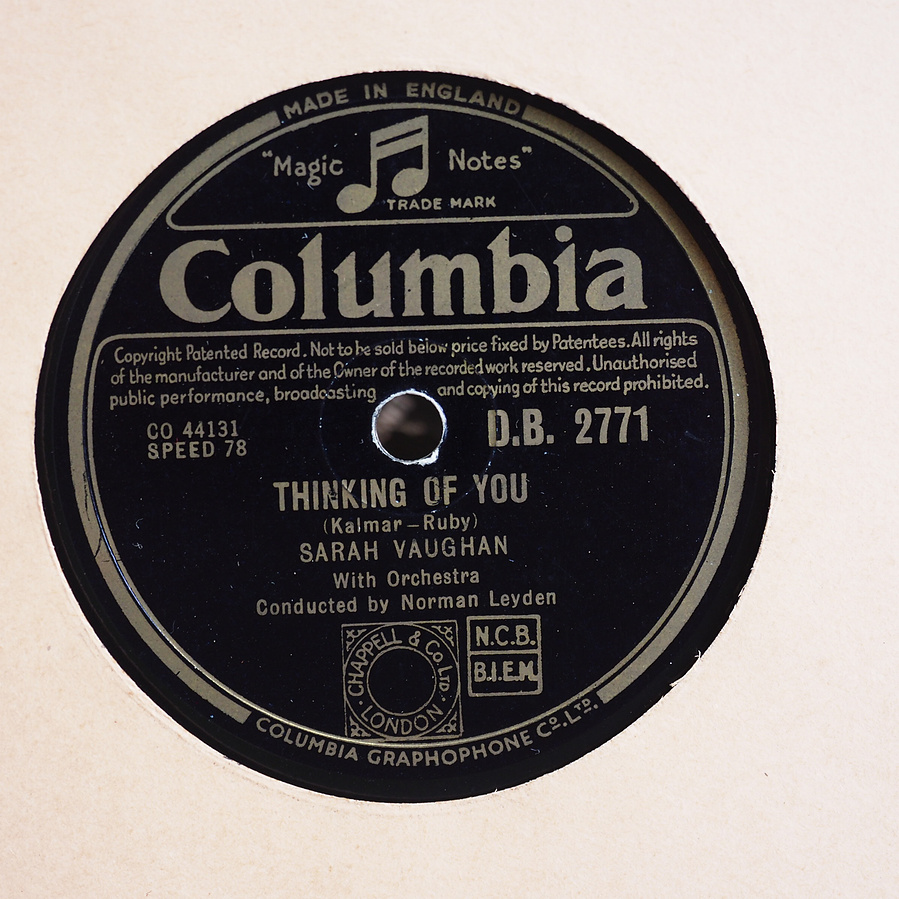 MADE IN ENGLAND
"Magic Notes"
TRADE MARK
Columbia
Copyright Patented Record. Not to be sold below price fixed by Patentees. All rights
of the manufacturer and of the Owner of the recorded work reserved. Unauthorised
public performance, broadcasting and copying of this record prohibited.
CO 44131
SPEED 78
D.B. 2771
THINKING OF YOU
(Kalmar-Ruby)
SARAH VAUGHAN
With Orchestra
Conducted by Norman Leyden
CHAPPELL & Co. LTD.
LONDON
N.C.B.
B.I.E.M.
COLUMBIA GRAPHOPHONE Co. LTD.